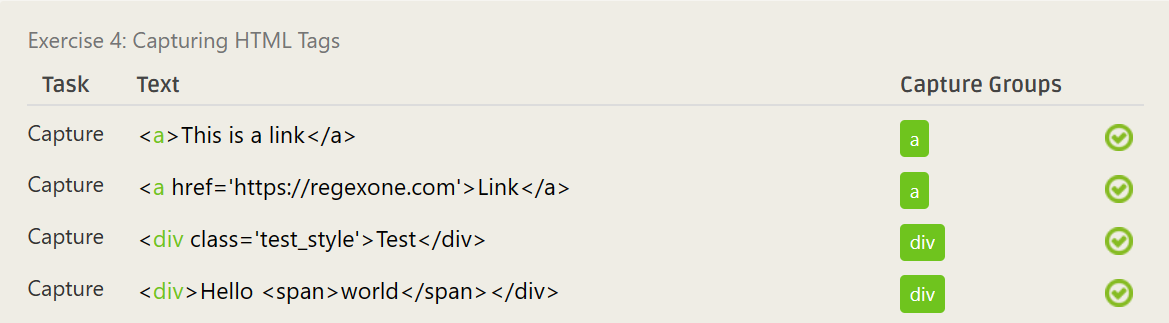 Exercise 4: Capturing HTML Tags
Task Text Capture Groups
Capture <a>This is a link</a> a
Capture <a href='https://regexone.com'>Link</a> a
Capture <div class='test_style'>Test</div> div
Capture <div>Hello <span>world</span></div> div